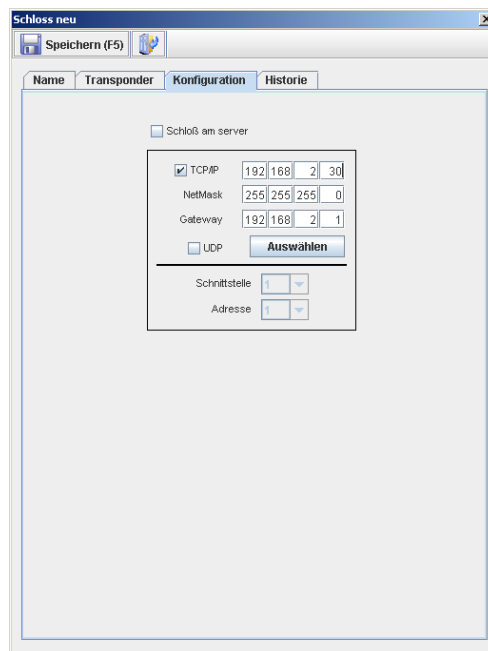 Schloss neu
Speichern (F5)
Name Transponder Konfiguration Historie
Schloß am server
TCP/IP 192 168 2 30
NetMask 255 255 255 0
Gateway 192 168 2 1
UDP Auswählen
Schnittstelle 1
Adresse 1